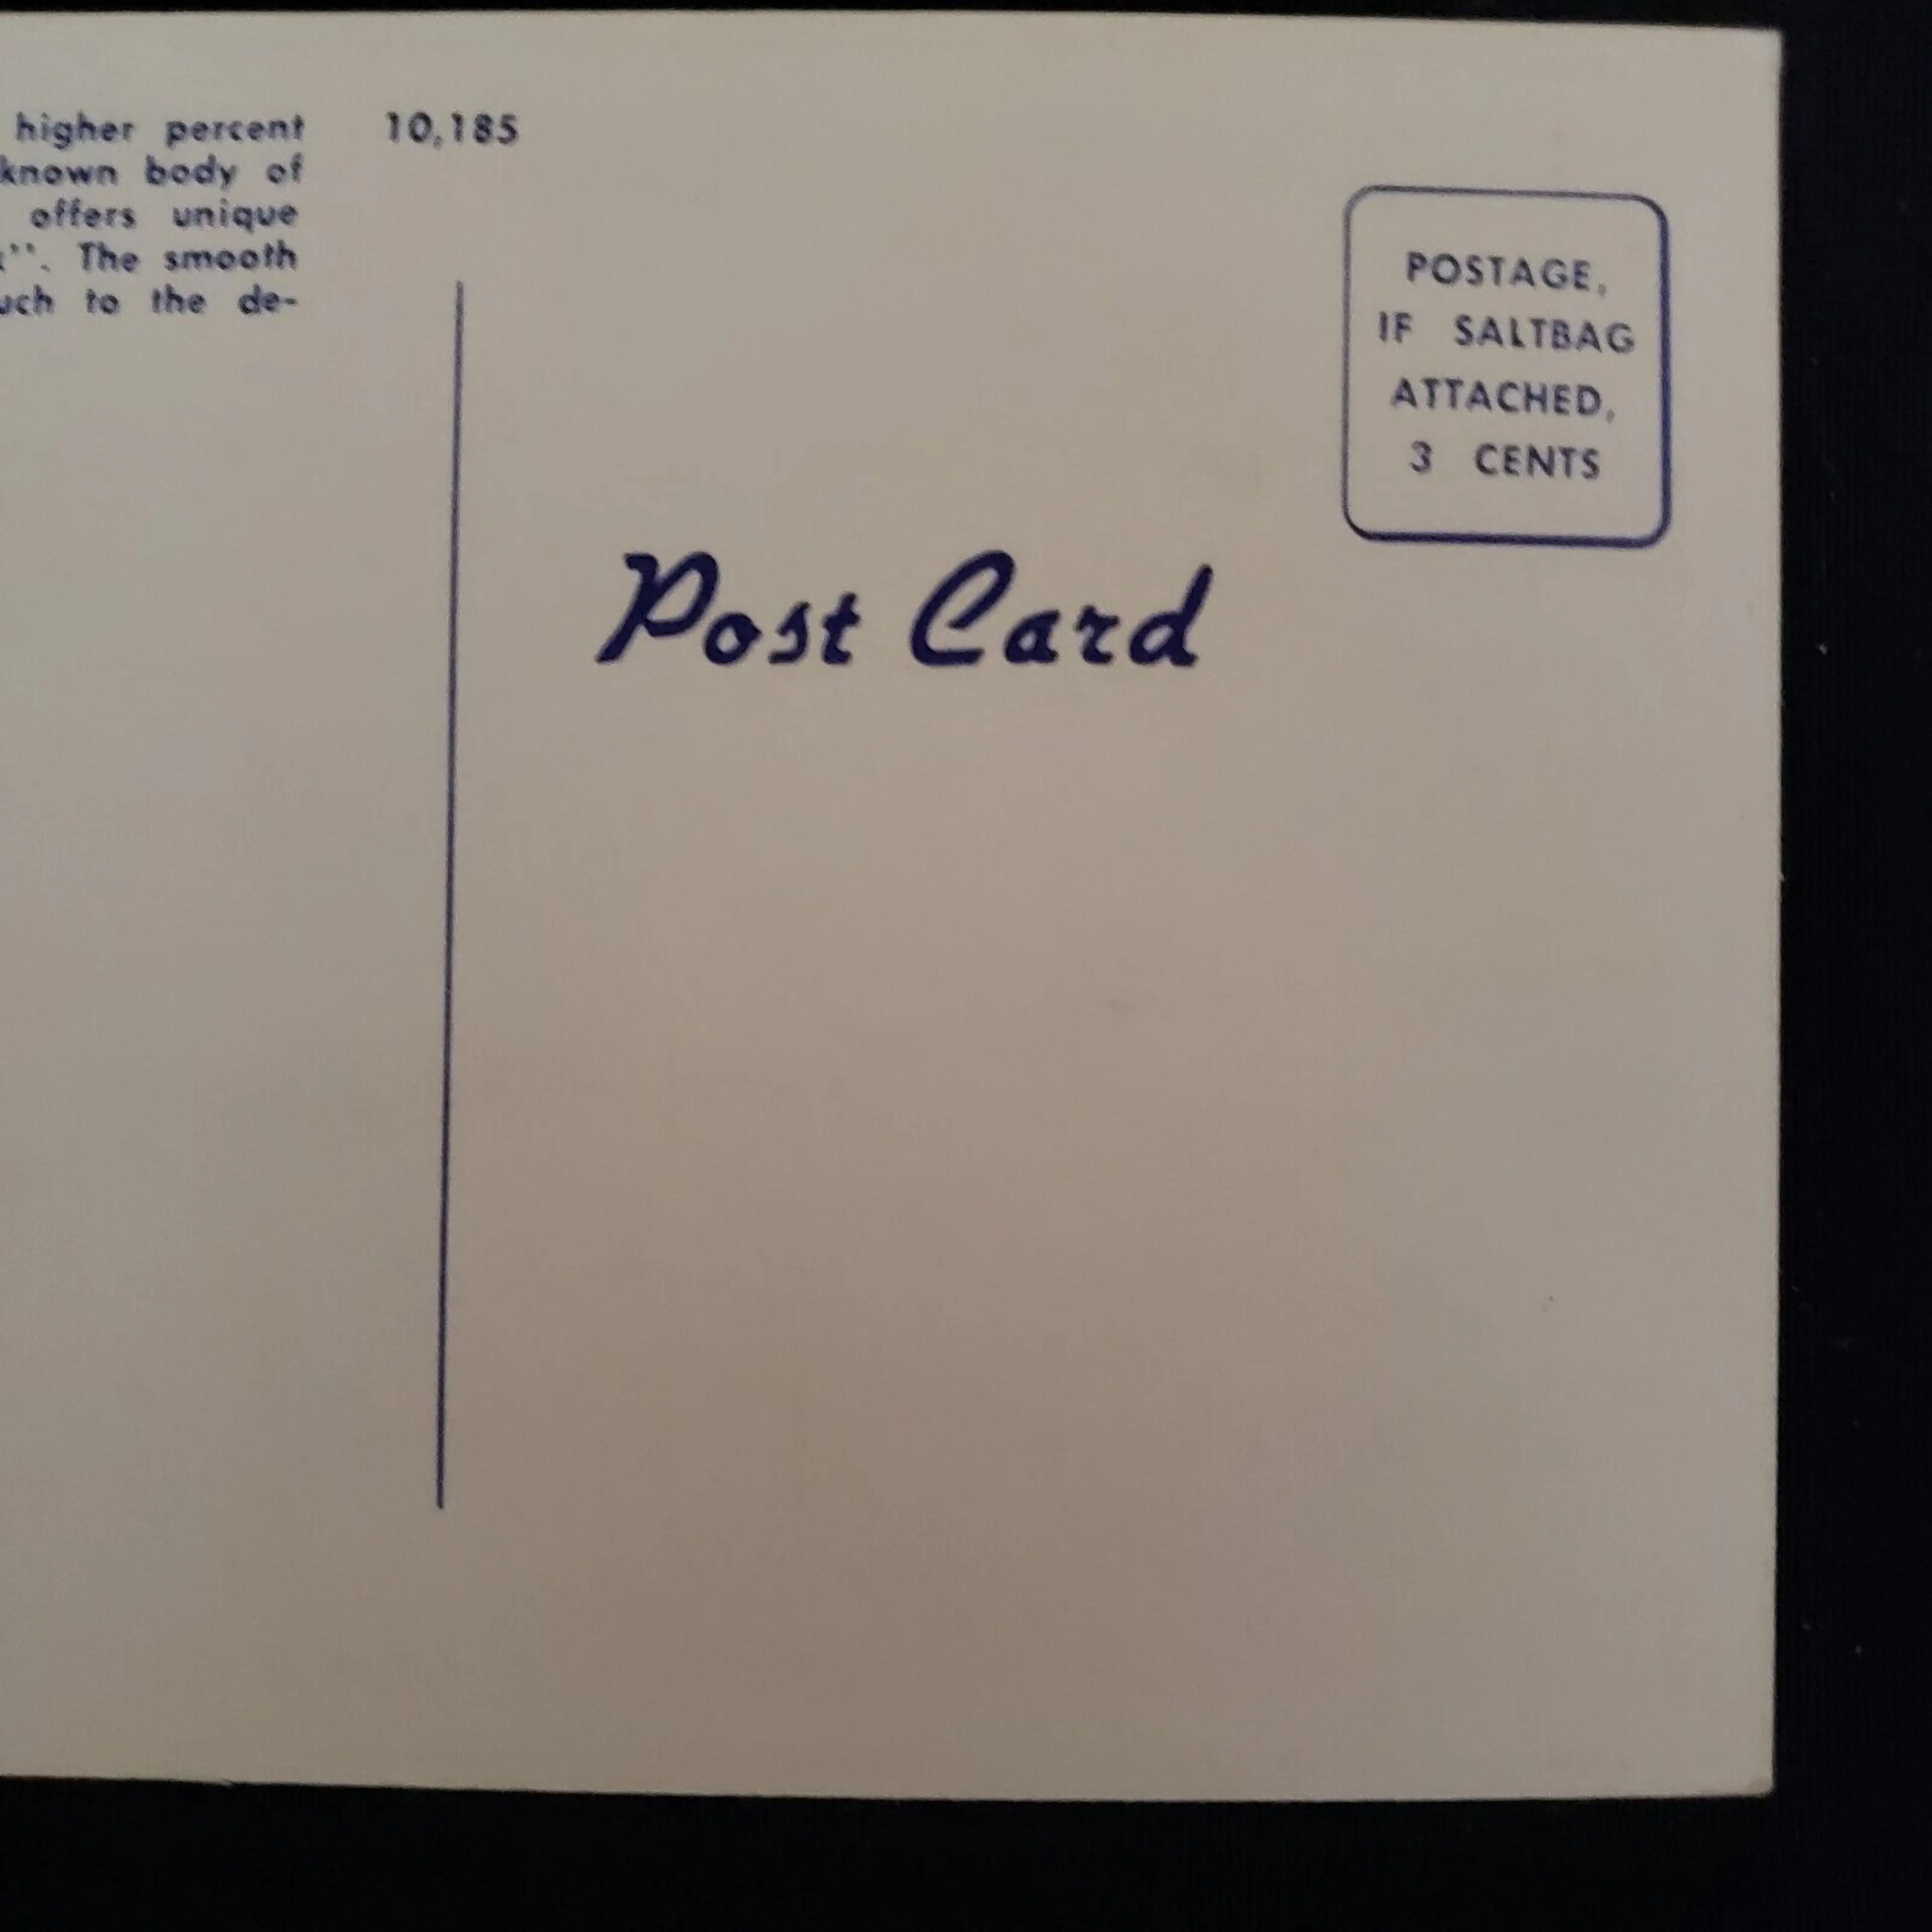 higher percent
known body of
offers unique
". The smooth
to the de-
10,185
POSTAGE,
IF SALTBAG
ATTACHED,
3 CENTS
Post Card